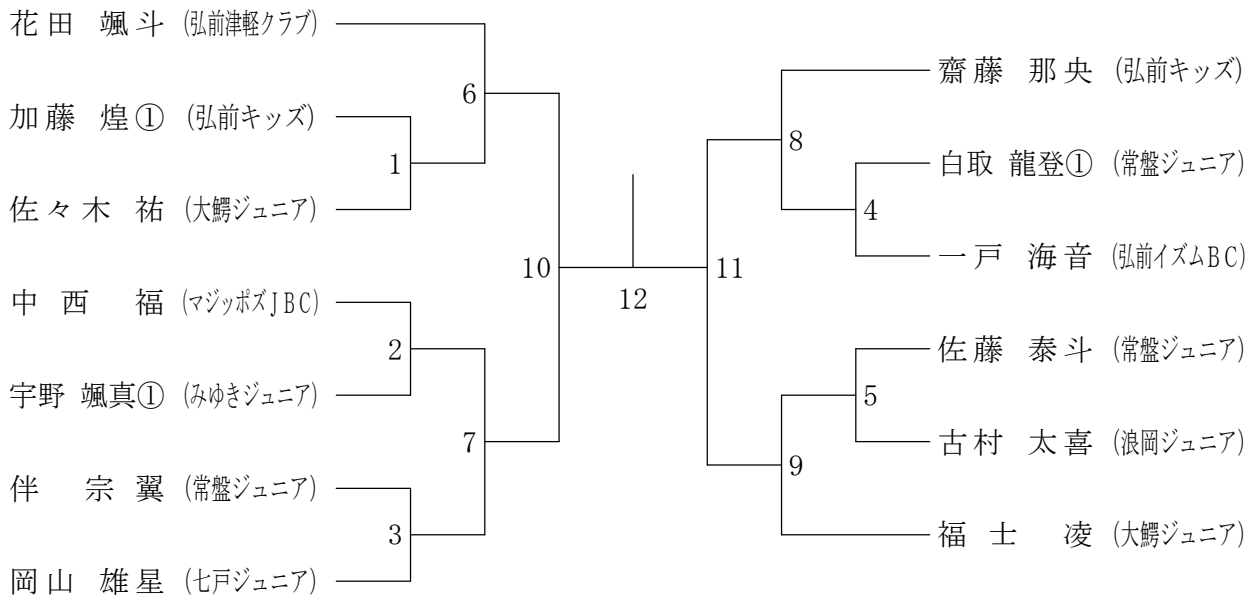 花田 颯斗 (弘前津軽クラブ)
加藤 煌① (弘前キッズ)
佐々木 祐 (大鰐ジュニア)
中西 福 (マジッポズJBC)
宇野 颯真① (みゆきジュニア)
伴 宗翼 (常盤ジュニア)
岡山 雄星 (七戸ジュニア)
6
1
2
7
3
10
12
11
8
4
5
9
齋藤 那央 (弘前キッズ)
白取 龍登① (常盤ジュニア)
一戸 海音 (弘前イズムBC)
佐藤 泰斗 (常盤ジュニア)
古村 太喜 (浪岡ジュニア)
福士 凌 (大鰐ジュニア)